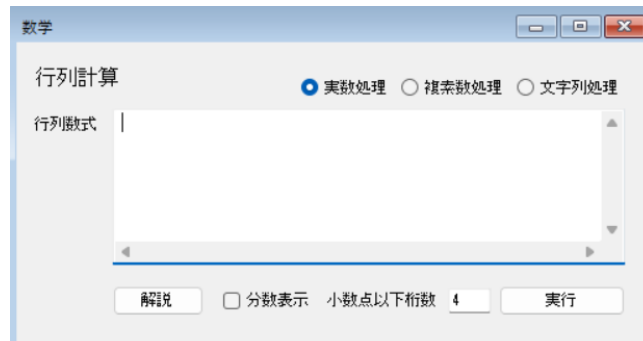 数学
行列計算
実数処理 複素数処理 文字列処理
行列数式
解説 分数表示 小数点以下桁数 4 実行